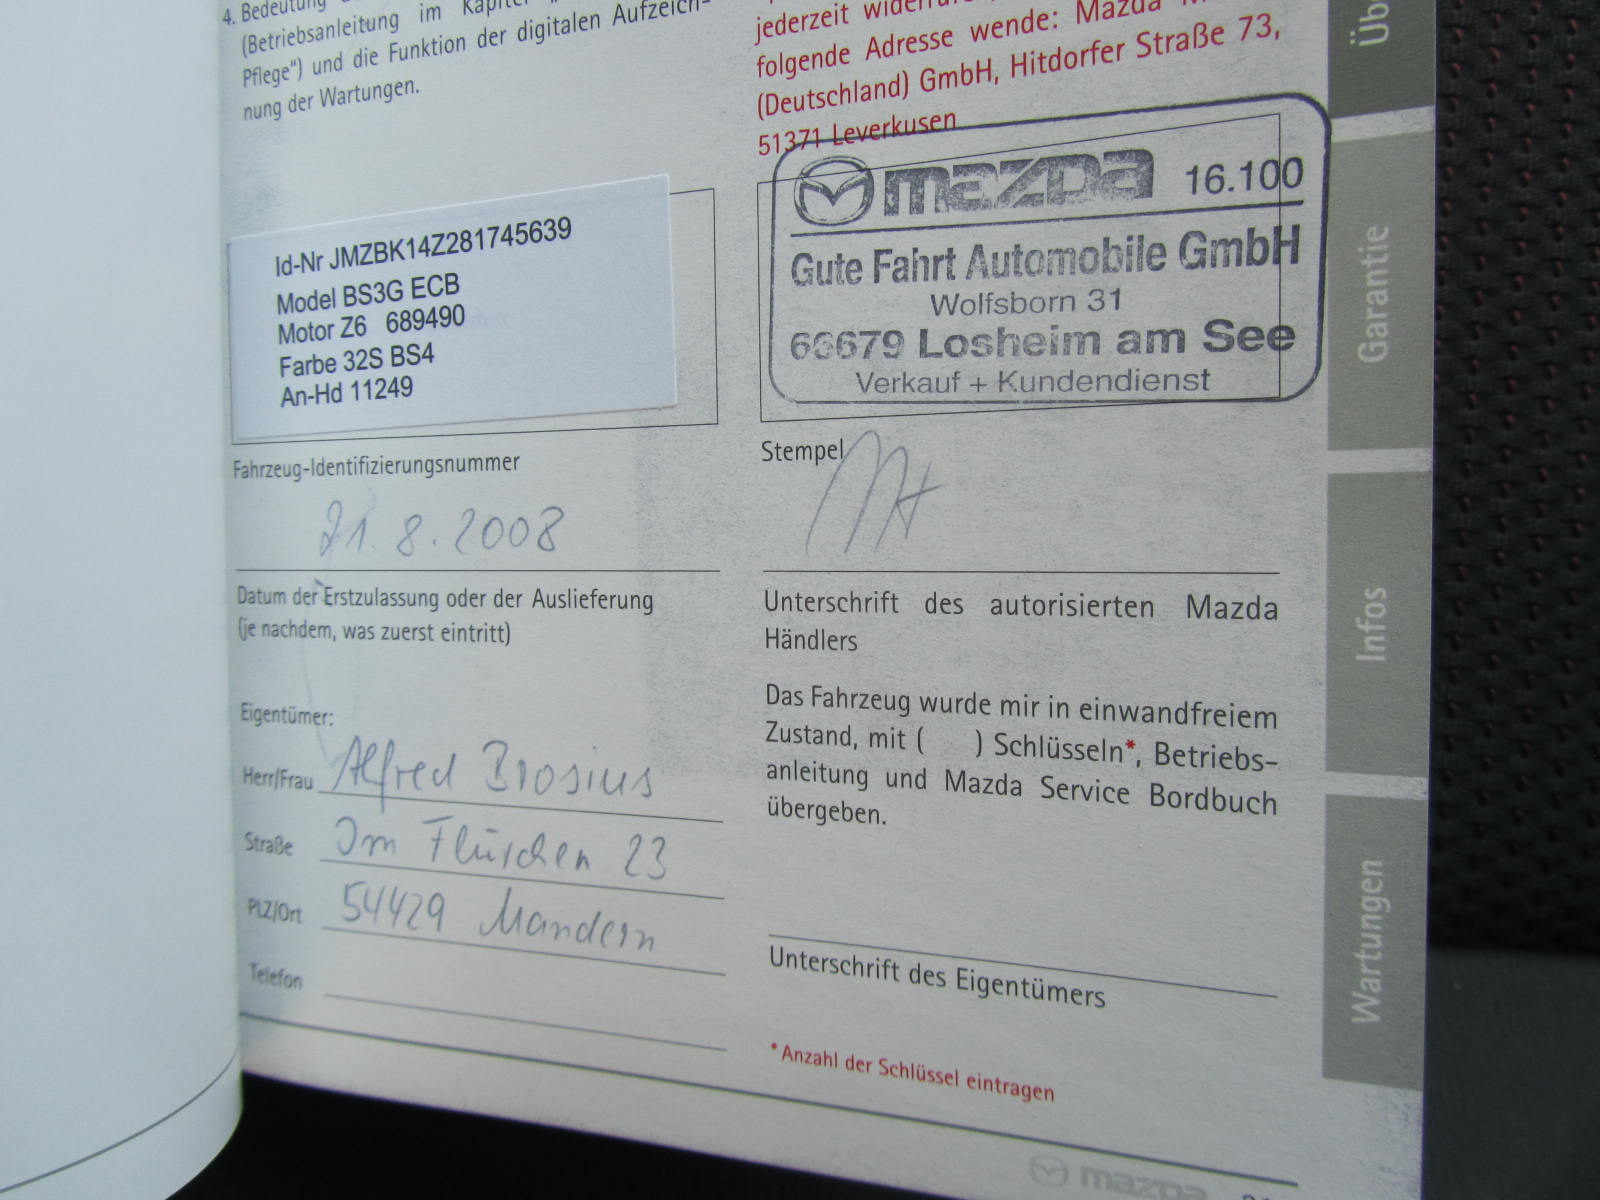 4. Bedeutung
(Betriebsanleitung im Kapitel
Pflege“) und die Funktion der digitalen Aufzeich-
nung der Wartungen.
Id-Nr JMZBK14Z281745639
Model BS3G ECB
Motor Z6 689490
Farbe 32S BS4
An-Hd 11249
Fahrzeug-Identifizierungsnummer
21.8.2008
Datum der Erstzulassung oder der Auslieferung
(je nachdem, was zuerst eintritt)
Eigentümer:
Herr/Frau Alfred Brosius
Straße Im Flürchen 23
PLZ/Ort 54429 Mandern
Telefon
jederzeit
folgende Adresse wende: Mazda
(Deutschland) GmbH, Hitdorfer Straße 73,
51371 Leverkusen
mazda 16.100
Gute Fahrt Automobile GmbH
Wolfsborn 31
66679 Losheim am See
Verkauf + Kundendienst
Stempel
Unterschrift des autorisierten Mazda
Händlers
Das Fahrzeug wurde mir in einwandfreiem
Zustand, mit ( ) Schlüsseln*, Betriebs-
anleitung und Mazda Service Bordbuch
übergeben.
Unterschrift des Eigentümers
* Anzahl der Schlüssel eintragen
mazda
Garantie
Infos
Wartungen